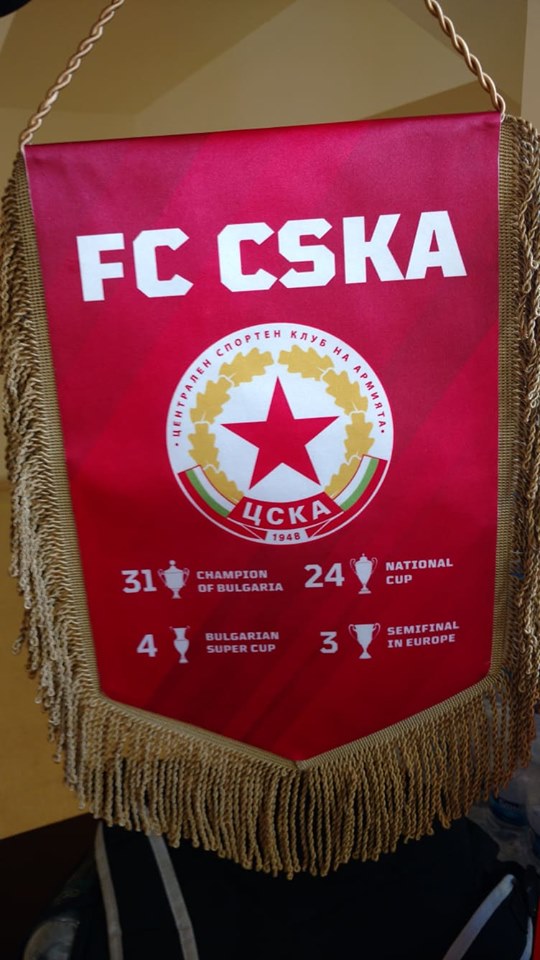 FC CSKA
• ЦЕНТРАЛЕН СПОРТЕН КЛУБ НА АРМИЯТА •
ЦСКА
1948
31 CHAMPION
OF BULGARIA
24 NATIONAL
CUP
4 BULGARIAN
SUPER CUP
3 SEMIFINAL
IN EUROPE